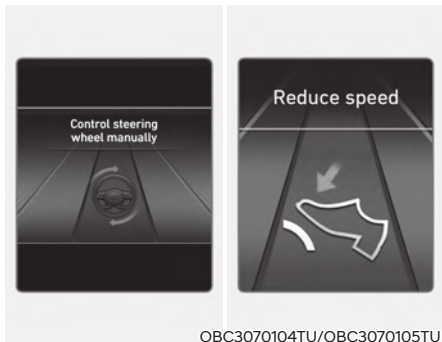 Control steering
wheel manually
Reduce speed
OBC3070104TU/OBC3070105TU